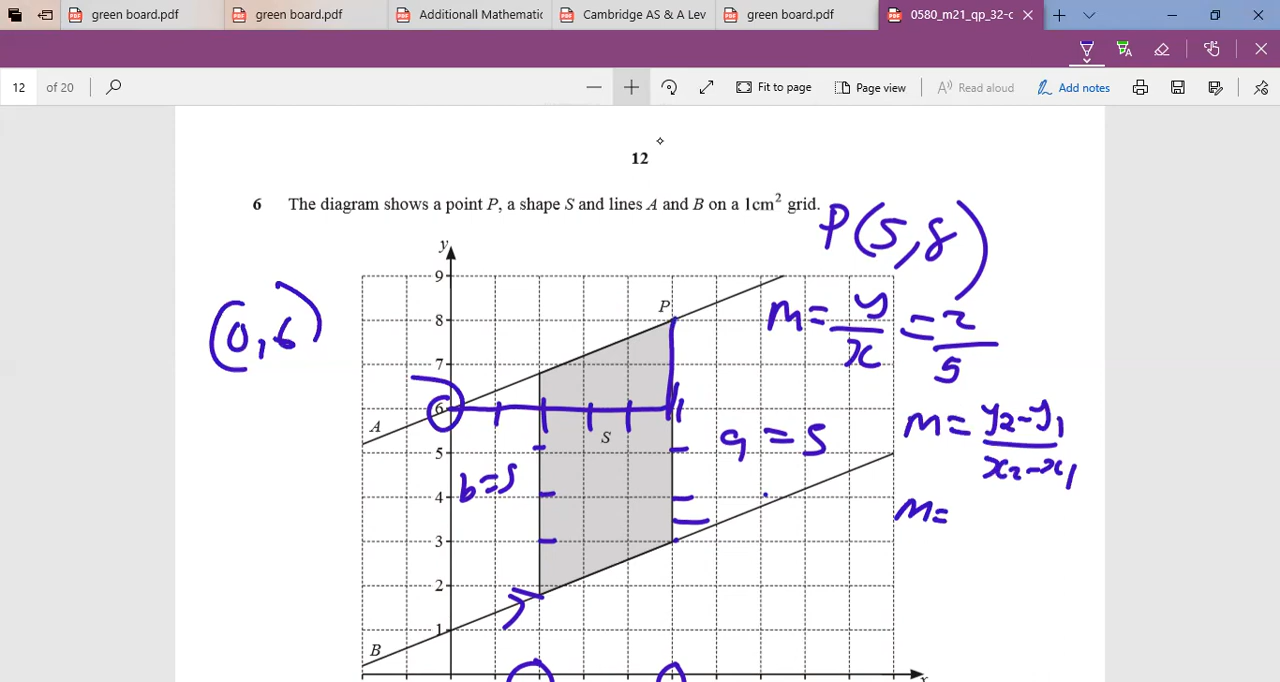 green board.pdf
green board.pdf
Additionall Mathematic
Cambridge AS & A Lev
green board.pdf
0580_m21_qp_32-c
12 of 20
Fit to page
Page view
Read aloud
Add notes
12
6 The diagram shows a point P, a shape S and lines A and B on a 1cm² grid.
P(5,8)
y
9
(0,6)
8
P
m = y/x = 2/5
7
6
A
S
m = y₂-y₁/x₂-x₁
5
q = 5
b=5
4
m=
3
2
1
B
x